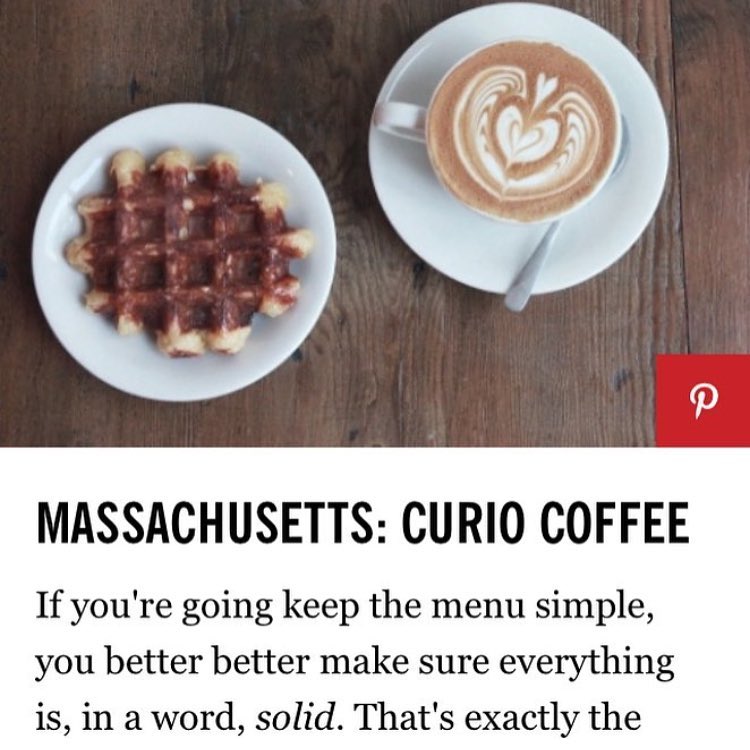 MASSACHUSETTS: CURIO COFFEE
If you're going keep the menu simple,
you better better make sure everything
is, in a word, solid. That's exactly the